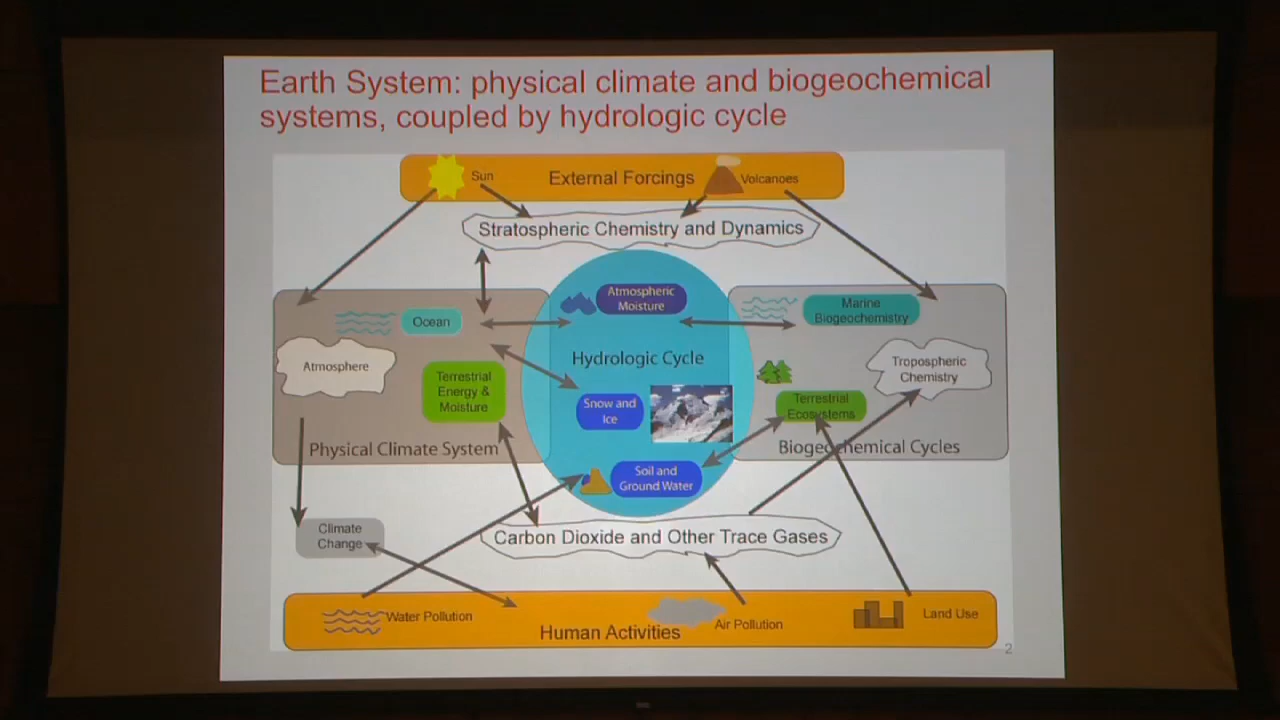 Earth System: physical climate and biogeochemical
systems, coupled by hydrologic cycle
Sun
External Forcings
Volcanoes
Stratospheric Chemistry and Dynamics
Atmospheric
Moisture
Ocean
Marine
Biogeochemistry
Hydrologic Cycle
Atmosphere
Tropospheric
Chemistry
Terrestrial
Energy &
Moisture
Snow and
Ice
Terrestrial
Ecosystems
Physical Climate System
Biogeochemical Cycles
Soil and
Ground Water
Climate
Change
Carbon Dioxide and Other Trace Gases
Water Pollution
Human Activities
Air Pollution
Land Use
2